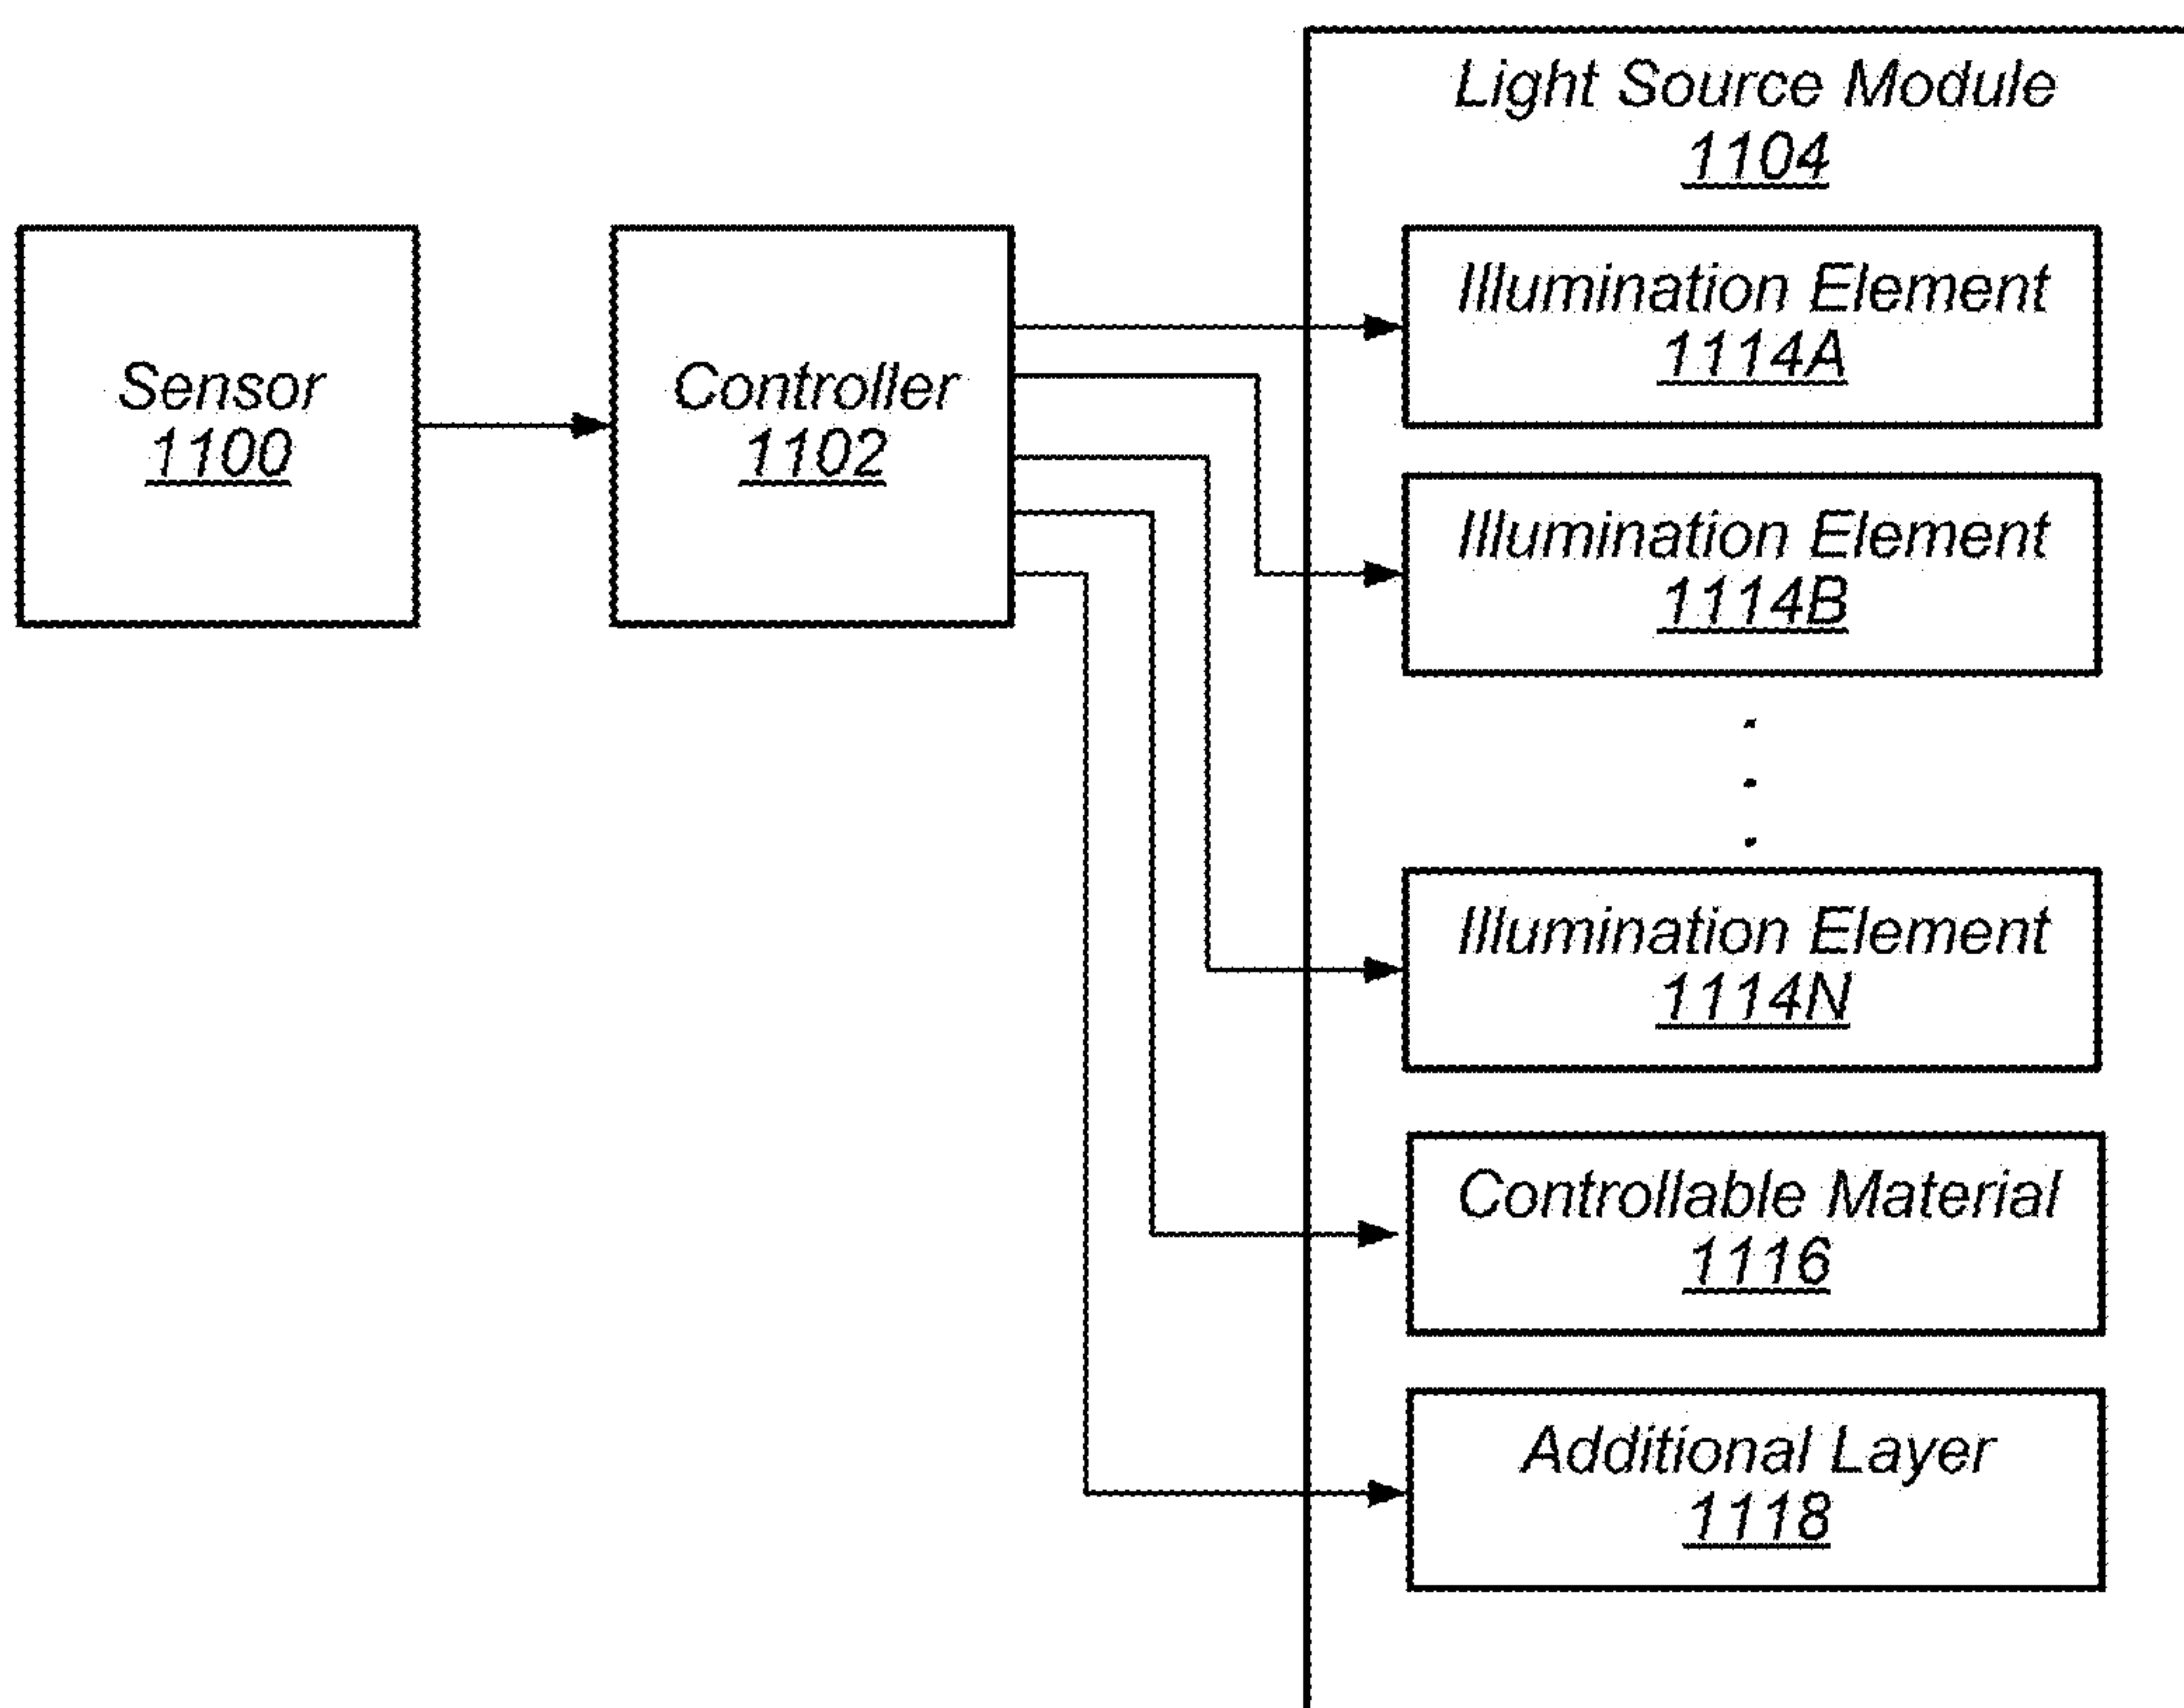 Light Source Module
1104
Sensor
1100
Controller
1102
Illumination Element
1114A
Illumination Element
1114B
Illumination Element
1114N
Controllable Material
1116
Additional Layer
1118